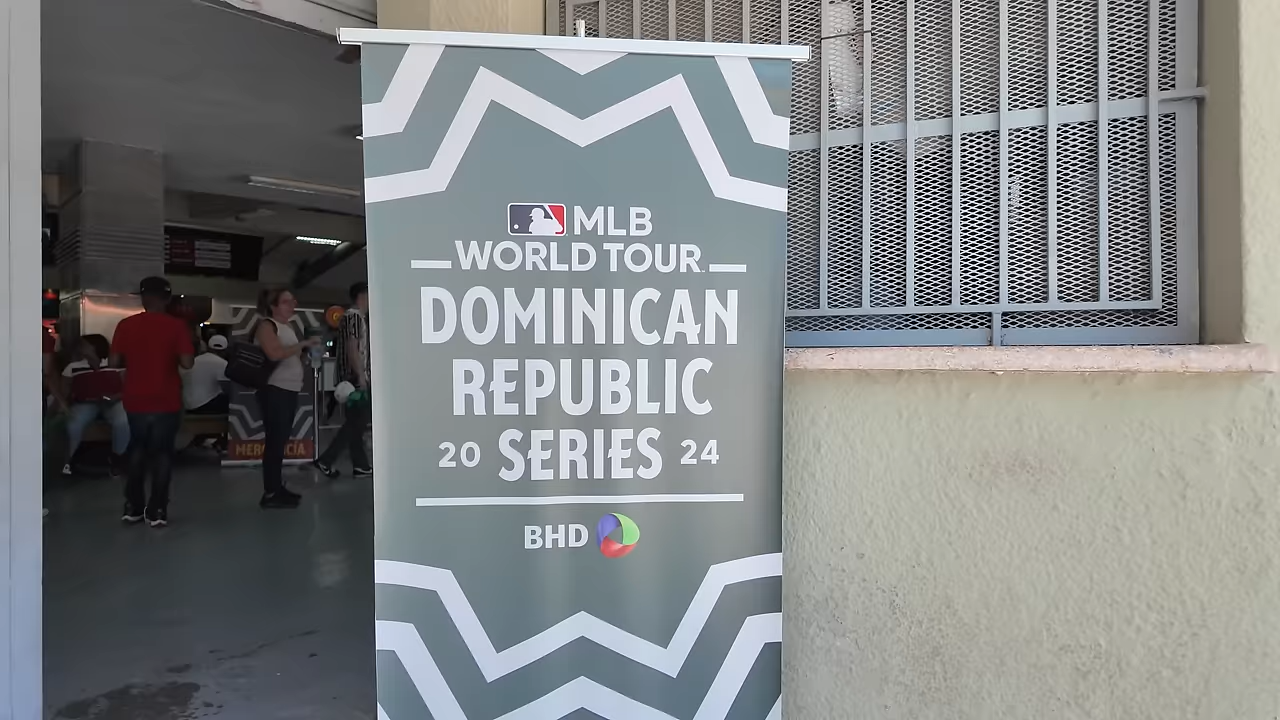 MLB
WORLD TOUR
DOMINICAN
REPUBLIC
20 SERIES 24
BHD